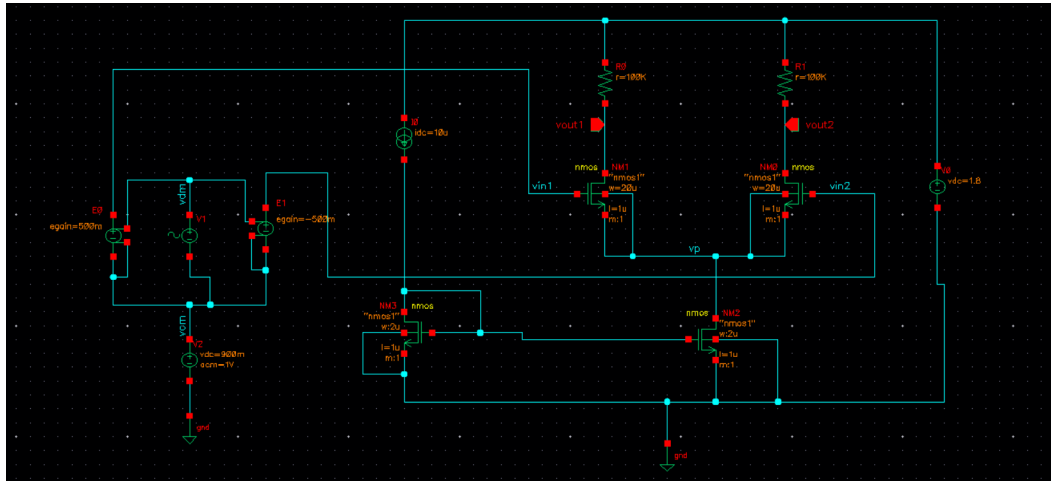 R0
r=100K
R1
r=100K
vout1
vout2
I0
idc=10u
nmos
NM1
"nmos1"
w=20u
l=1u
m:1
vin1
nmos
NM0
"nmos1"
w=20u
l=1u
m:1
vin2
V0
vdc=1.8
E0
egain=500m
vdm
V1
E1
egain=-500m
vp
vcm
V2
vdc=900m
acm=1V
gnd
NM3
nmos
"nmos1"
w:2u
l=1u
m:1
nmos
NM2
"nmos1"
w:2u
l=1u
m:1
gnd